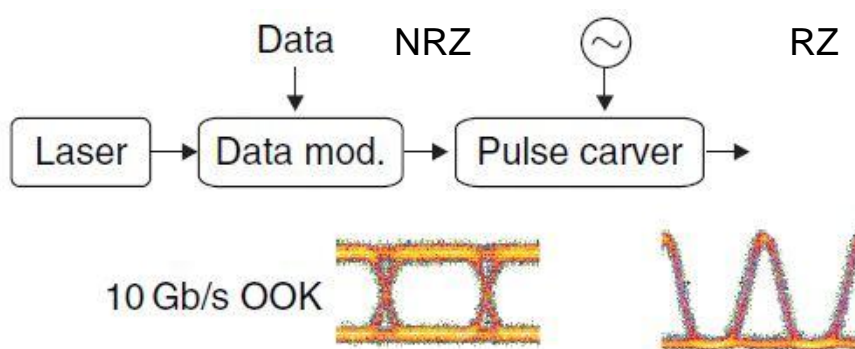 Data NRZ RZ
Laser Data mod. Pulse carver
10 Gb/s OOK